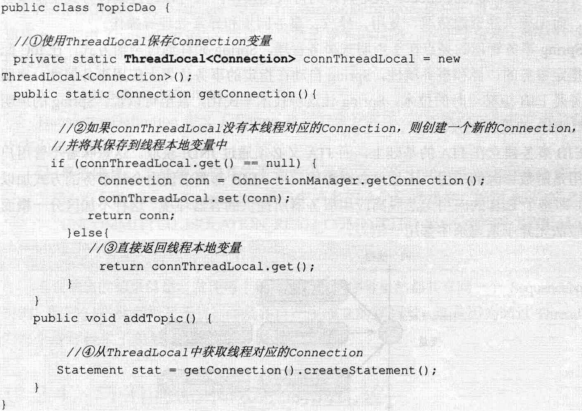 public class TopicDao {
//①使用ThreadLocal保存Connection变量
private static ThreadLocal<Connection> connThreadLocal = new
ThreadLocal<Connection>();
public static Connection getConnection(){
//②如果connThreadLocal没有本线程对应的Connection，则创建一个新的Connection，
//并将其保存到线程本地变量中
if (connThreadLocal.get() == null) {
Connection conn = ConnectionManager.getConnection();
connThreadLocal.set(conn);
return conn;
}else{
//③直接返回线程本地变量
return connThreadLocal.get();
}
}
public void addTopic() {
//④从ThreadLocal中获取线程对应的Connection
Statement stat = getConnection().createStatement();
}
}